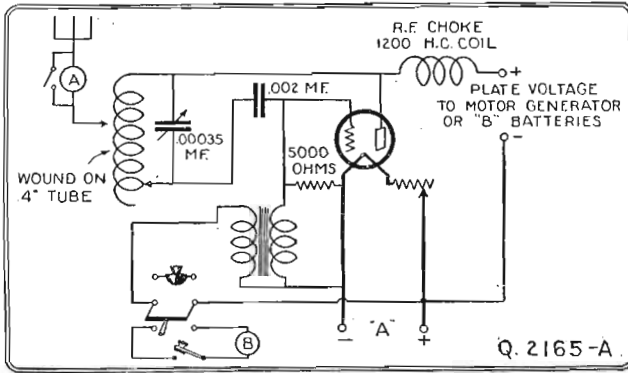 R.F. CHOKE
1200 H.C. COIL
+
PLATE VOLTAGE
TO MOTOR GENERATOR
OR "B" BATTERIES
-
A
.002 MF.
.00035
MF.
5000
OHMS
WOUND ON
4" TUBE
B
- "A" +
Q. 2165-A